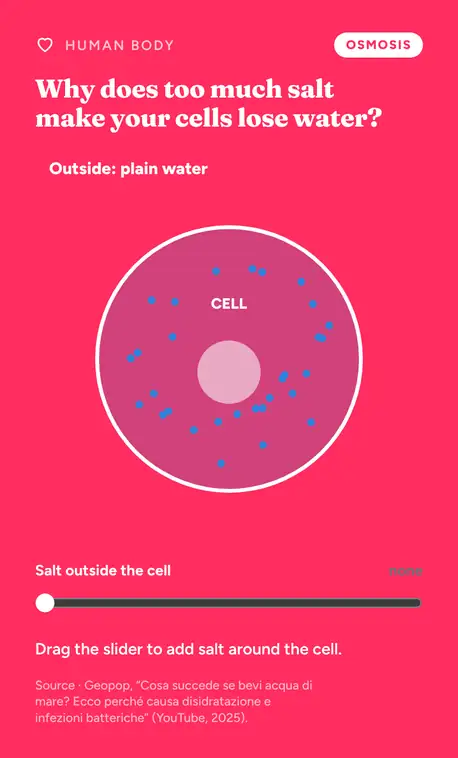 HUMAN BODY
OSMOSIS
Why does too much salt
make your cells lose water?
Outside: plain water
CELL
Salt outside the cell
none
Drag the slider to add salt around the cell.
Source · Geopop, “Cosa succede se bevi acqua di
mare? Ecco perché causa disidratazione e
infezioni batteriche” (YouTube, 2025).